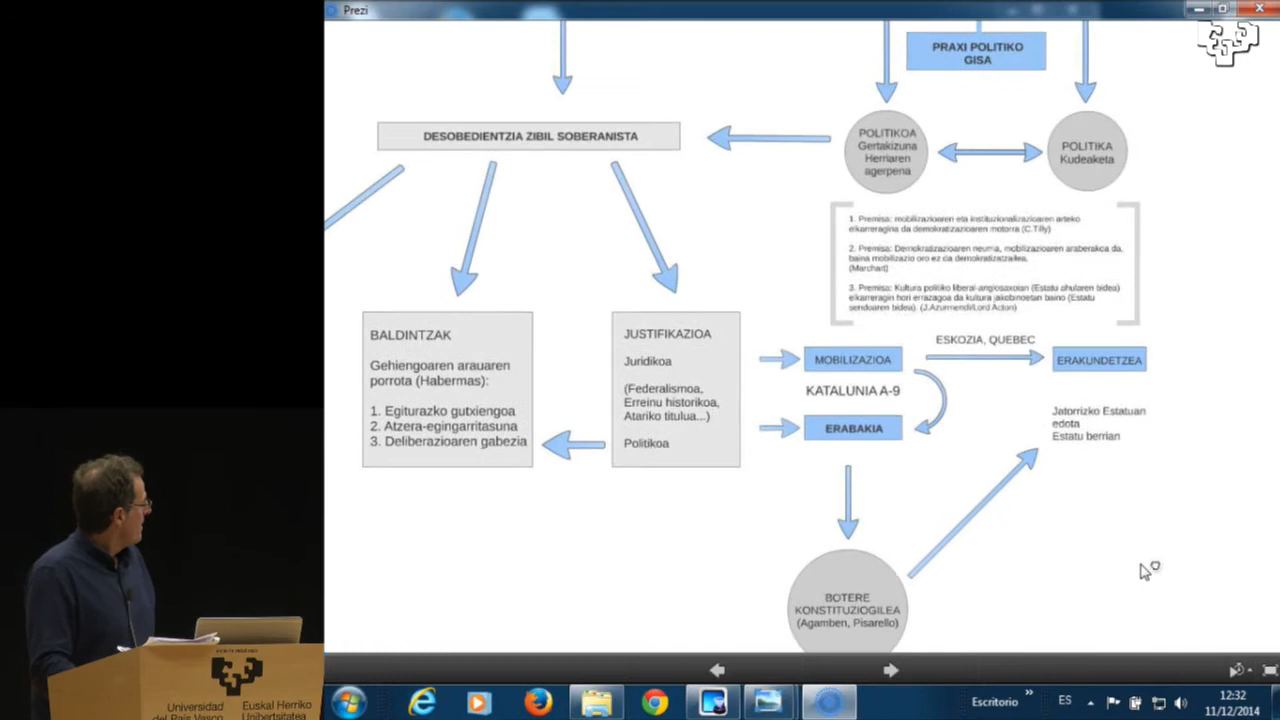 Prezi
PRAXI POLITIKO
GISA
DESOBEDIENTZIA ZIBIL SOBERANISTA
POLITIKOA
Gertakizuna
Herriaren
agerpena
POLITIKA
Kudeaketa
1. Premisa: mobilizazioaren eta instituzionalizazioaren arteko
elkarreragina da demokratizazioaren motorra (C.Tilly)
2. Premisa: Demokratizazioaren neurria, mobilizazioaren araberakoa da,
baina mobilizazio oro ez da demokratizatzailea.
(Marchart)
3. Premisa: Kultura politiko liberal-anglosaxoian (Estatu ahularen bidea)
elkarreragin hori errazagoa da kultura jakobinoetan baino (Estatu
sendoaren bidea). (J.Azurmendi/Lord Acton)
BALDINTZAK
Gehiengoaren arauaren
porrota (Habermas):
1. Egiturazko gutxiengoa
2. Atzera-egingarritasuna
3. Deliberazioaren gabezia
JUSTIFIKAZIOA
Juridikoa
(Federalismoa,
Erreinu historikoa,
Atariko titulua...)
Politikoa
MOBILIZAZIOA
ESKOZIA, QUEBEC
ERAKUNDETZEA
KATALUNIA A-9
ERABAKIA
Jatorrizko Estatuan
edota
Estatu berrian
BOTERE
KONSTITUZIOGILEA
(Agamben, Pisarello)
Universidad
del País Vasco
Euskal Herriko
Unibertsitatea
Escritorio
ES
12:32
11/12/2014